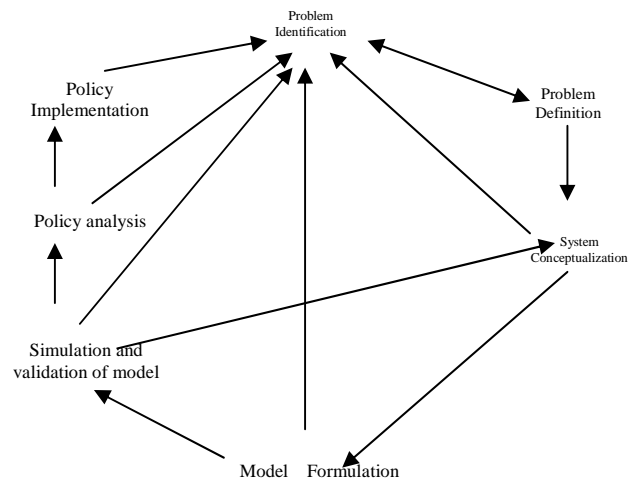 Problem
Identification
Policy
Implementation
Problem
Definition
Policy analysis
System
Conceptualization
Simulation and
validation of model
Model Formulation